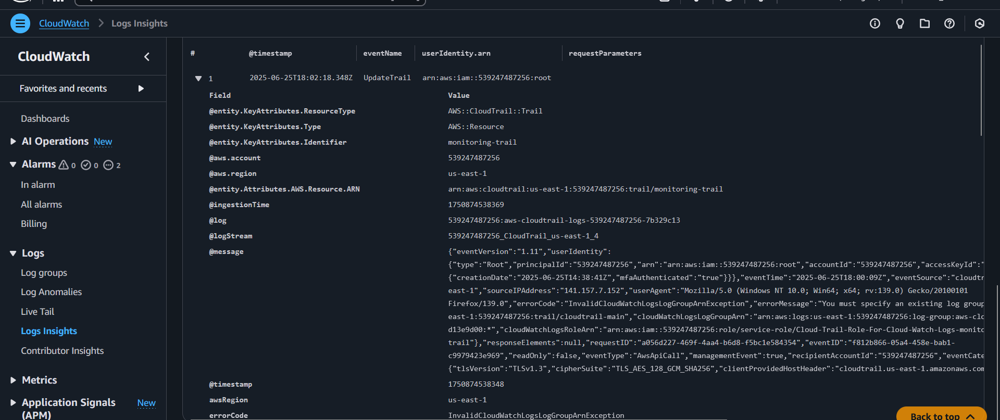 CloudWatch > Logs Insights
CloudWatch
Favorites and recents
Dashboards
AI Operations New
Alarms 0 0 2
In alarm
All alarms
Billing
Logs
Log groups
Log Anomalies
Live Tail
Logs Insights
Contributor Insights
Metrics
Application Signals New
(APM)
# @timestamp eventName userIdentity.arn requestParameters
1 2025-06-25T18:02:18.348Z UpdateTrail arn:aws:iam::539247487256:root
Field Value
@entity.KeyAttributes.ResourceType AWS::CloudTrail::Trail
@entity.KeyAttributes.Type AWS::Resource
@entity.KeyAttributes.Identifier monitoring-trail
@aws.account 539247487256
@aws.region us-east-1
@entity.Attributes.AWS.Resource.ARN arn:aws:cloudtrail:us-east-1:539247487256:trail/monitoring-trail
@ingestionTime 1750874538369
@log 539247487256:aws-cloudtrail-logs-539247487256-7b329c13
@logStream 539247487256_CloudTrail_us-east-1_4
@message {"eventVersion":"1.11","userIdentity":
{"type":"Root","principalId":"539247487256","arn":"arn:aws:iam::539247487256:root","accountId":"539247487256","accessKeyId":"
{"creationDate":"2025-06-25T14:38:41Z","mfaAuthenticated":"true"}}},"eventTime":"2025-06-25T18:00:09Z","eventSource":"cloudtr
east-1","sourceIPAddress":"141.157.7.152","userAgent":"Mozilla/5.0 (Windows NT 10.0; Win64; x64; rv:139.0) Gecko/20100101
Firefox/139.0","errorCode":"InvalidCloudWatchLogsLogGroupArnException","errorMessage":"You must specify an existing log group
east-1:539247487256:trail/cloudtrail-main","cloudWatchLogsLogGroupArn":"arn:aws:logs:us-east-1:539247487256:log-group:aws-clo
d13e9d00:*","cloudWatchLogsRoleArn":"arn:aws:iam::539247487256:role/service-role/Cloud-Trail-Role-For-Cloud-Watch-Logs-monito
trail"},"responseElements":null,"requestID":"a056d227-469f-4aa4-b6d8-f5bc1e584354","eventID":"f812b866-05a4-458e-bab1-
c9979423e969","readOnly":false,"eventType":"AwsApiCall","managementEvent":true,"recipientAccountId":"539247487256","eventCate
{"tlsVersion":"TLSv1.3","cipherSuite":"TLS_AES_128_GCM_SHA256","clientProvidedHostHeader":"cloudtrail.us-east-1.amazonaws.com
@timestamp 1750874538348
awsRegion us-east-1
errorCode InvalidCloudWatchLogsLogGroupArnException
Back to top